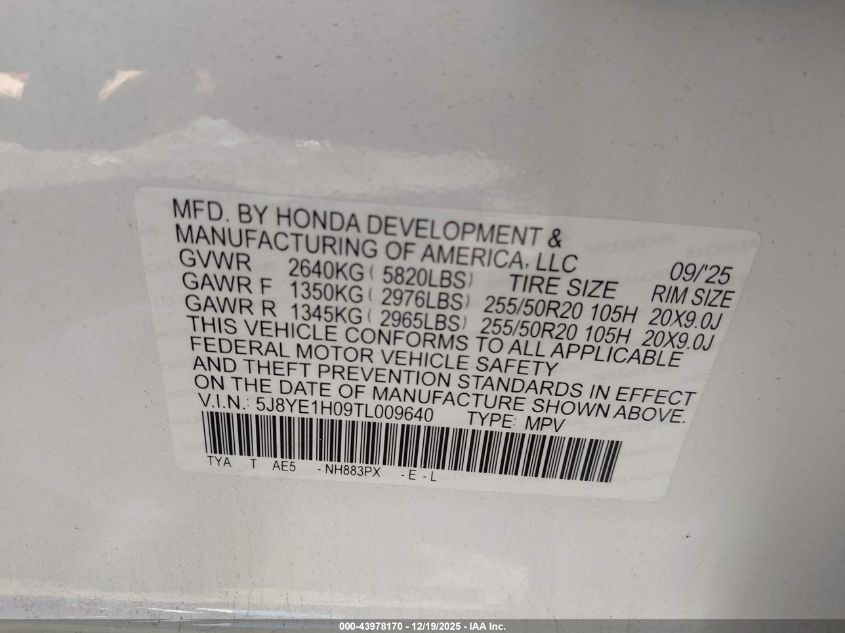 MFD. BY HONDA DEVELOPMENT &
MANUFACTURING OF AMERICA, LLC 09/'25
GVWR 2640KG ( 5820LBS) TIRE SIZE RIM SIZE
GAWR F 1350KG ( 2976LBS) 255/50R20 105H 20X9.0J
GAWR R 1345KG ( 2965LBS) 255/50R20 105H 20X9.0J
THIS VEHICLE CONFORMS TO ALL APPLICABLE
FEDERAL MOTOR VEHICLE SAFETY
AND THEFT PREVENTION STANDARDS IN EFFECT
ON THE DATE OF MANUFACTURE SHOWN ABOVE.
V.I.N.: 5J8YE1H09TL009640 TYPE: MPV
TYA T AE5 -NH883PX -E-L
000-43978170 - 12/19/2025 - IAA Inc.